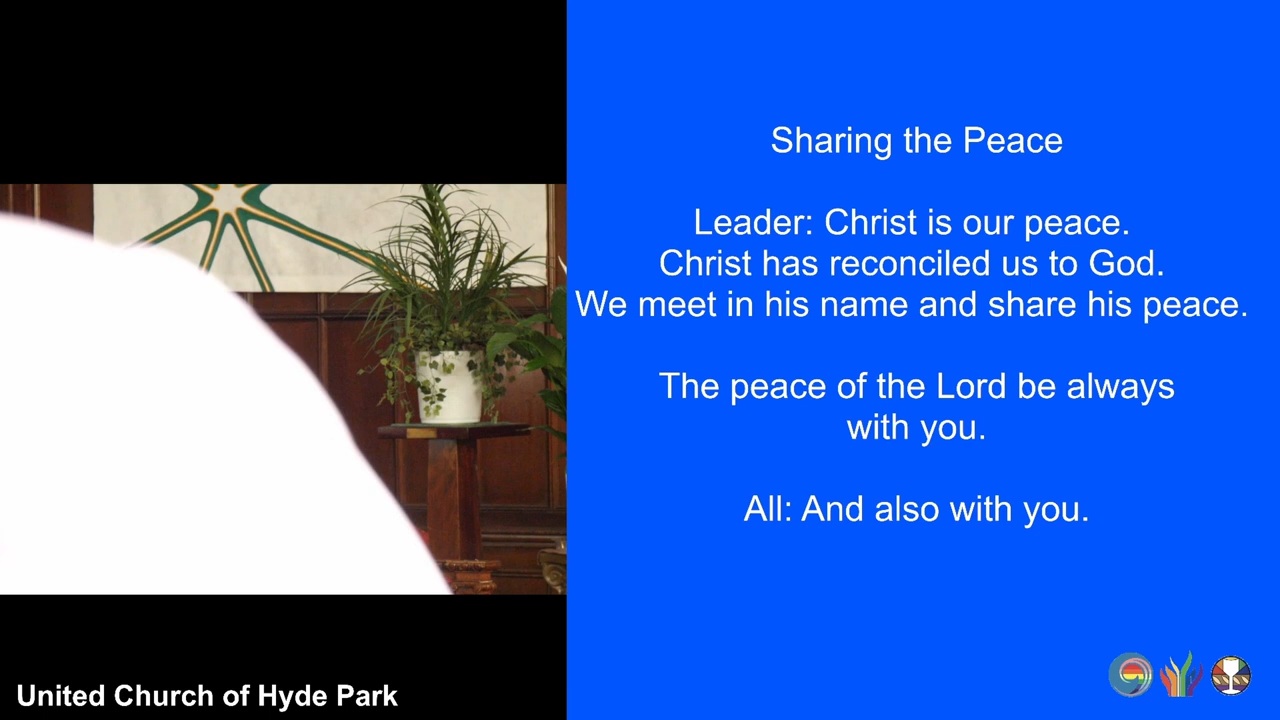 Sharing the Peace
Leader: Christ is our peace.
Christ has reconciled us to God.
We meet in his name and share his peace.
The peace of the Lord be always
with you.
All: And also with you.
United Church of Hyde Park